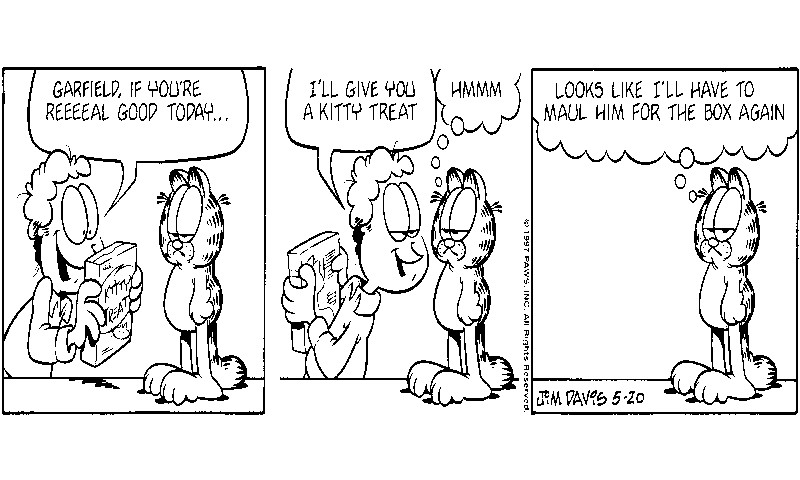 GARFIELD, IF YOU'RE
REEEEAL GOOD TODAY...
KITTY
TREAT
I'LL GIVE YOU
A KITTY TREAT
HMMM
© 1997 PAWS, INC. All Rights Reserved.
LOOKS LIKE I'LL HAVE TO
MAUL HIM FOR THE BOX AGAIN
JIM DAVIS 5-20